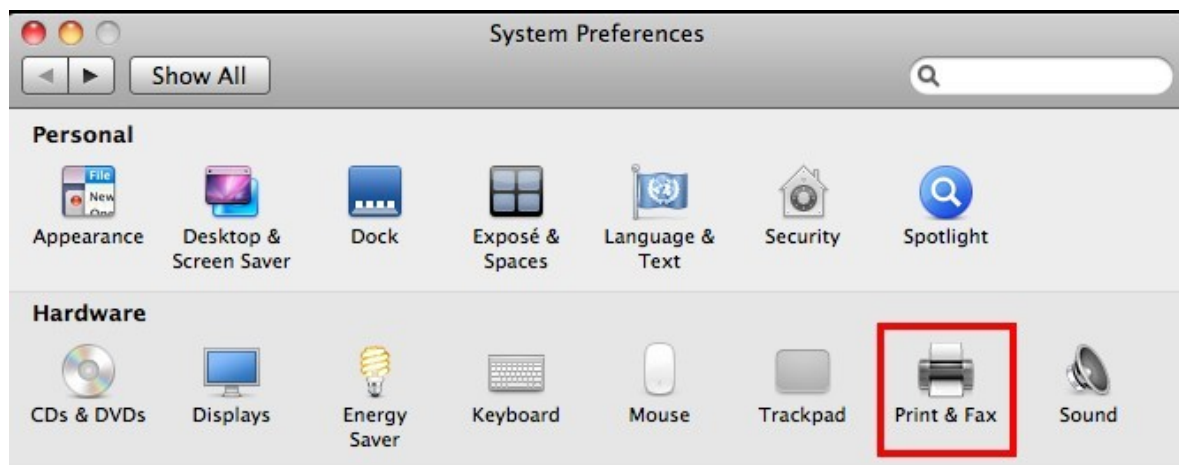 System Preferences
Show All
Personal
File
New
One
Appearance
Desktop &
Screen Saver
Dock
Exposé &
Spaces
Language &
Text
Security
Spotlight
Hardware
CDs & DVDs
Displays
Energy
Saver
Keyboard
Mouse
Trackpad
Print & Fax
Sound